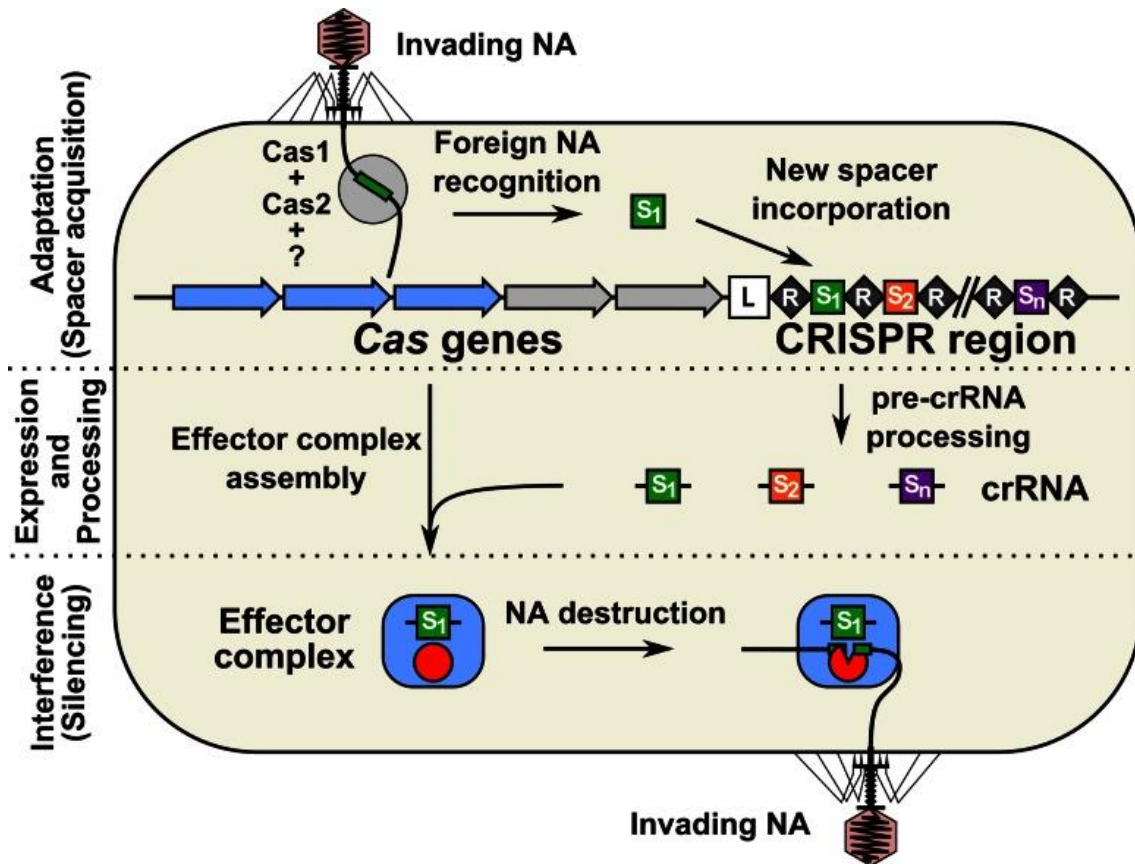 Invading NA
Adaptation
(Spacer acquisition)
Cas1
+
Cas2
+
?
Foreign NA
recognition
S1
New spacer
incorporation
L R S1 R S2 R R Sn R
Cas genes
CRISPR region
Expression
and
Processing
Effector complex
assembly
pre-crRNA
processing
S1 S2 Sn crRNA
Interference
(Silencing)
Effector
complex
S1
NA destruction
S1
Invading NA